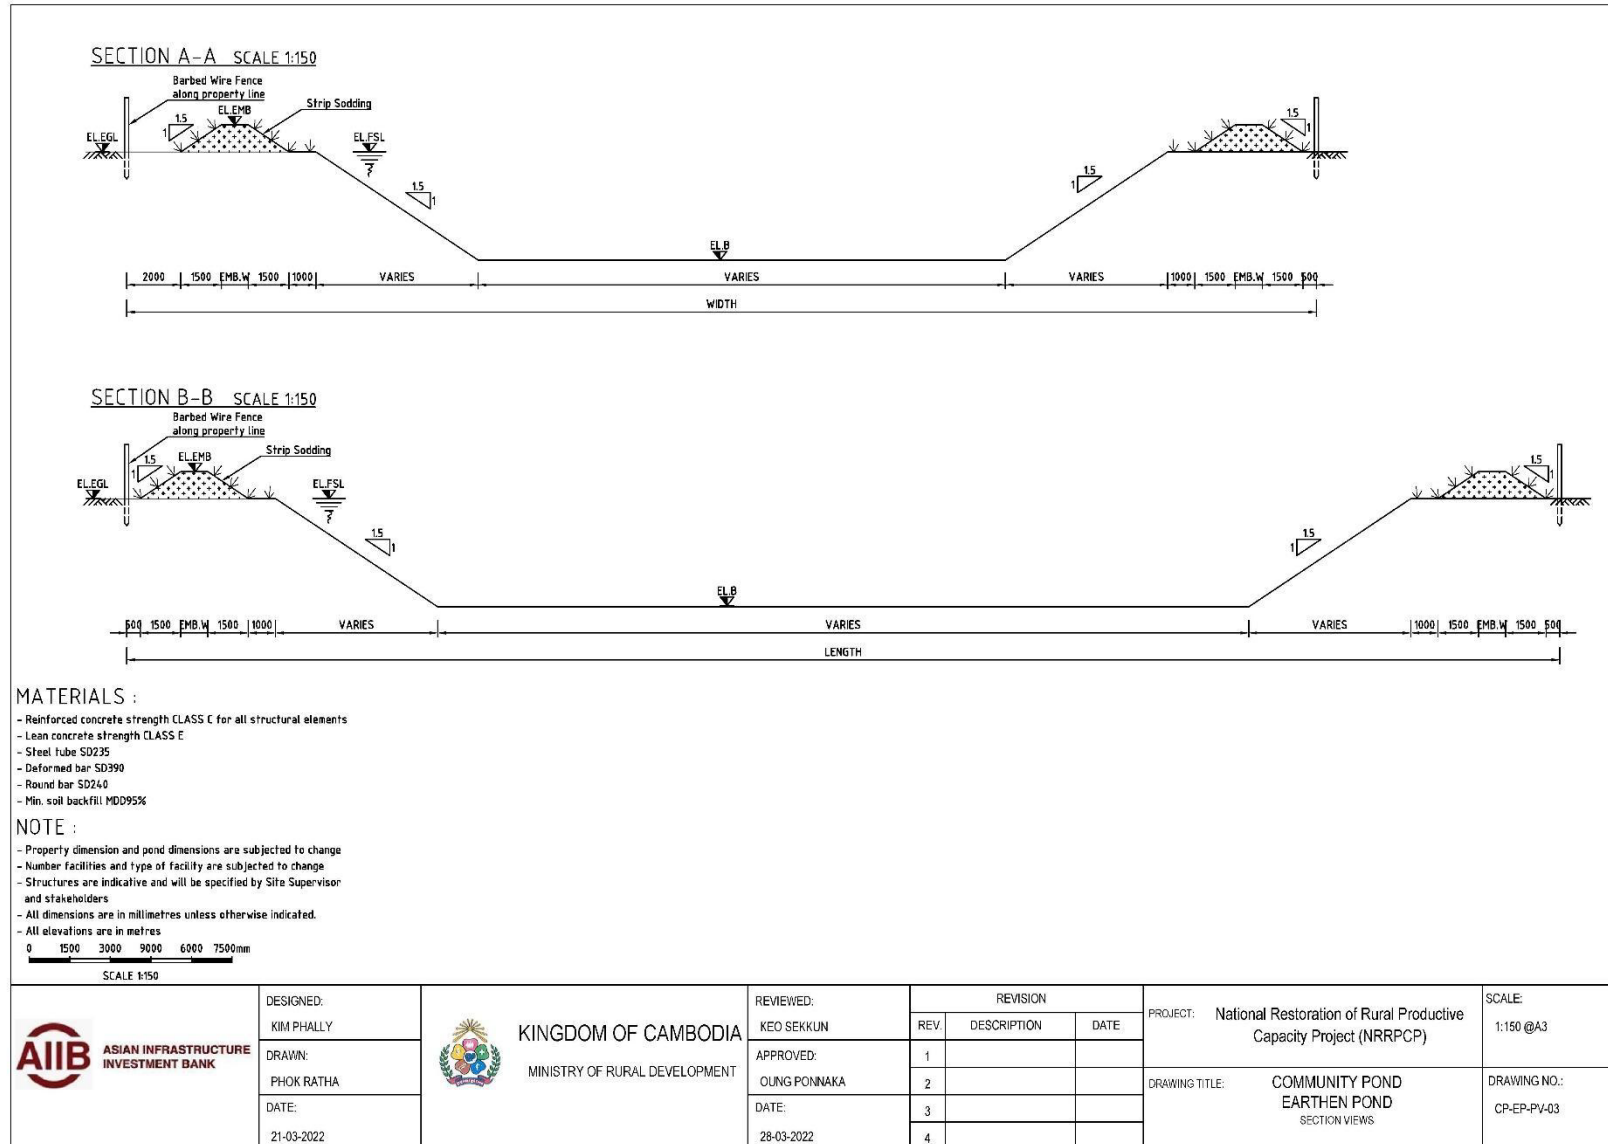 SECTION A-A SCALE 1:150
Barbed Wire Fence
along property line
Strip Sodding
EL.EMB
1.5
1
EL.EGL
EL.FSL
1.5
1
1.5
1
1.5
1
EL.B
2000 1500 EMB.W 1500 1000 VARIES VARIES VARIES 1000 1500 EMB.W 1500 500
WIDTH
SECTION B-B SCALE 1:150
Barbed Wire Fence
along property line
Strip Sodding
EL.EMB
1.5
1
EL.EGL
EL.FSL
1.5
1
1.5
1
1.5
1
EL.B
500 1500 EMB.W 1500 1000 VARIES VARIES VARIES 1000 1500 EMB.W 1500 500
LENGTH
MATERIALS :
- Reinforced concrete strength CLASS C for all structural elements
- Lean concrete strength CLASS E
- Steel tube SD235
- Deformed bar SD390
- Round bar SD240
- Min. soil backfill MDD95%
NOTE :
- Property dimension and pond dimensions are subjected to change
- Number facilities and type of facility are subjected to change
- Structures are indicative and will be specified by Site Supervisor
and stakeholders
- All dimensions are in millimetres unless otherwise indicated.
- All elevations are in metres
0 1500 3000 9000 6000 7500mm
SCALE 1:150
AIIB
ASIAN INFRASTRUCTURE
INVESTMENT BANK
DESIGNED:
KIM PHALLY
DRAWN:
PHOK RATHA
DATE:
21-03-2022
KINGDOM OF CAMBODIA
MINISTRY OF RURAL DEVELOPMENT
REVIEWED:
KEO SEKKUN
APPROVED:
OUNG PONNAKA
DATE:
28-03-2022
REVISION
REV. DESCRIPTION DATE
1
2
3
4
PROJECT: National Restoration of Rural Productive
Capacity Project (NRRPCP)
DRAWING TITLE: COMMUNITY POND
EARTHEN POND
SECTION VIEWS
SCALE:
1:150 @A3
DRAWING NO.:
CP-EP-PV-03